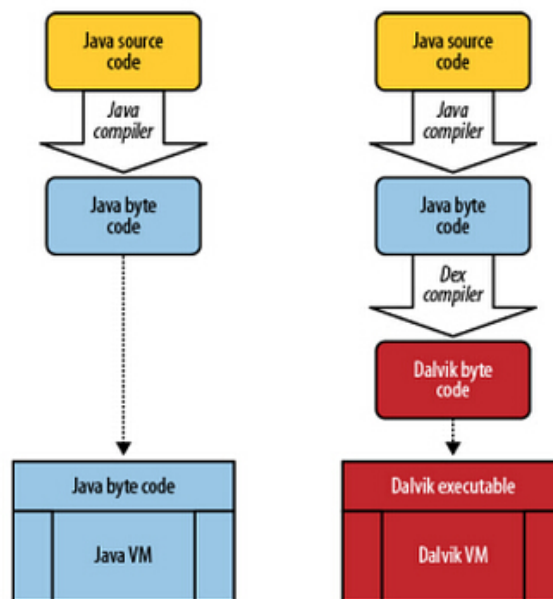 Java source
code
Java
compiler
Java byte
code
Java byte code
Java VM
Java source
code
Java
compiler
Java byte
code
Dex
compiler
Dalvik byte
code
Dalvik executable
Dalvik VM